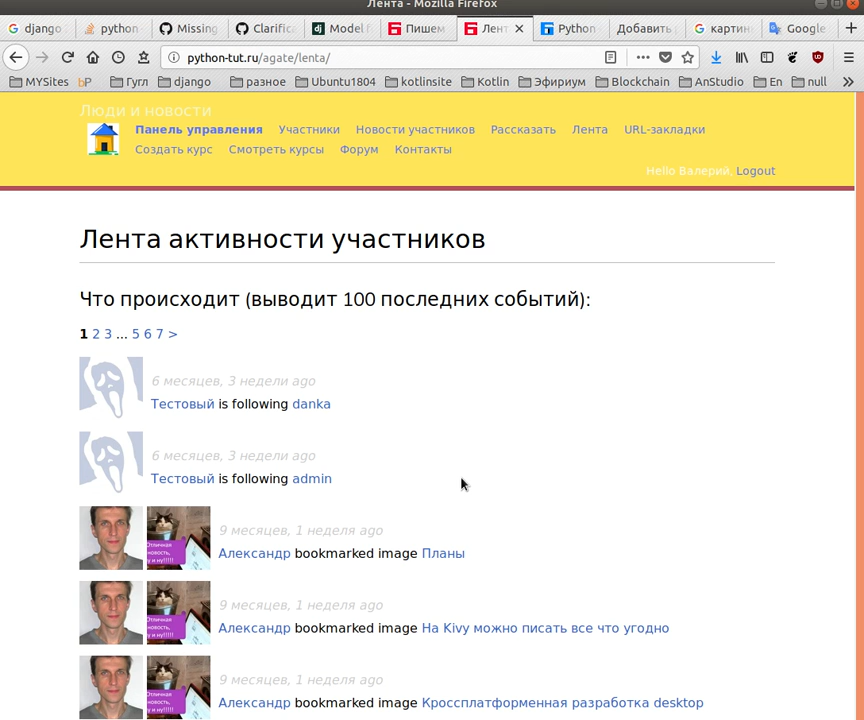 Лента - Mozilla Firefox
django
python-
Missing
Clarific
Model f
Пишем
Лент
Python
Добавить
картин
Google
python-tut.ru/agate/lenta/
MYSites
bP
Гугл
django
разное
Ubuntu1804
kotlinsite
Kotlin
Эфириум
Blockchain
AnStudio
En
null
Люди и новости
Панель управления Участники Новости участников Рассказать Лента URL-закладки
Создать курс Смотреть курсы Форум Контакты
Hello Валерий, Logout
Лента активности участников
Что происходит (выводит 100 последних событий):
1 2 3 ... 5 6 7 >
6 месяцев, 3 недели ago
Тестовый is following danka
6 месяцев, 3 недели ago
Тестовый is following admin
9 месяцев, 1 неделя ago
Александр bookmarked image Планы
9 месяцев, 1 неделя ago
Александр bookmarked image На Kivy можно писать все что угодно
9 месяцев, 1 неделя ago
Александр bookmarked image Кроссплатформенная разработка desktop